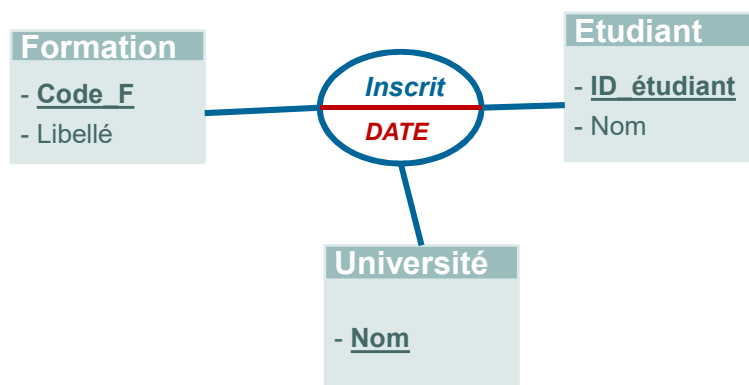 Formation
- Code_F
- Libellé
Inscrit
DATE
Etudiant
- ID_étudiant
- Nom
Université
- Nom